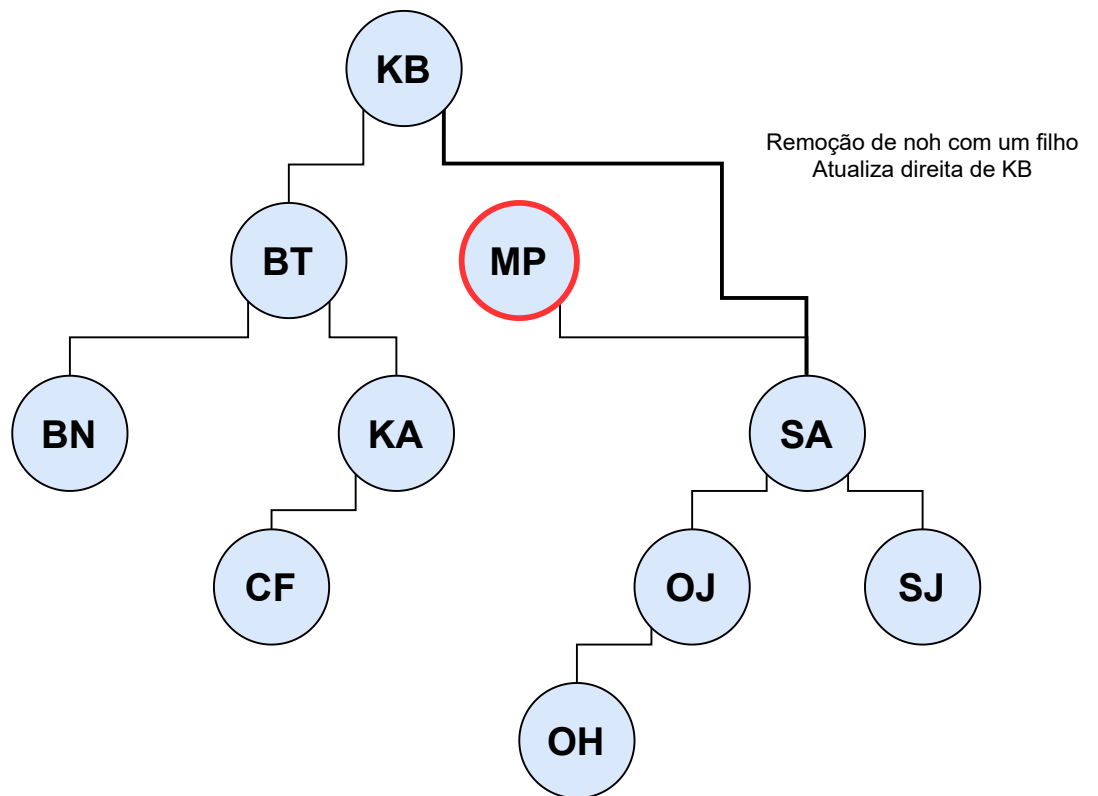 KB
Remoção de noh com um filho
Atualiza direita de KB
BT
MP
BN
KA
SA
CF
OJ
SJ
OH